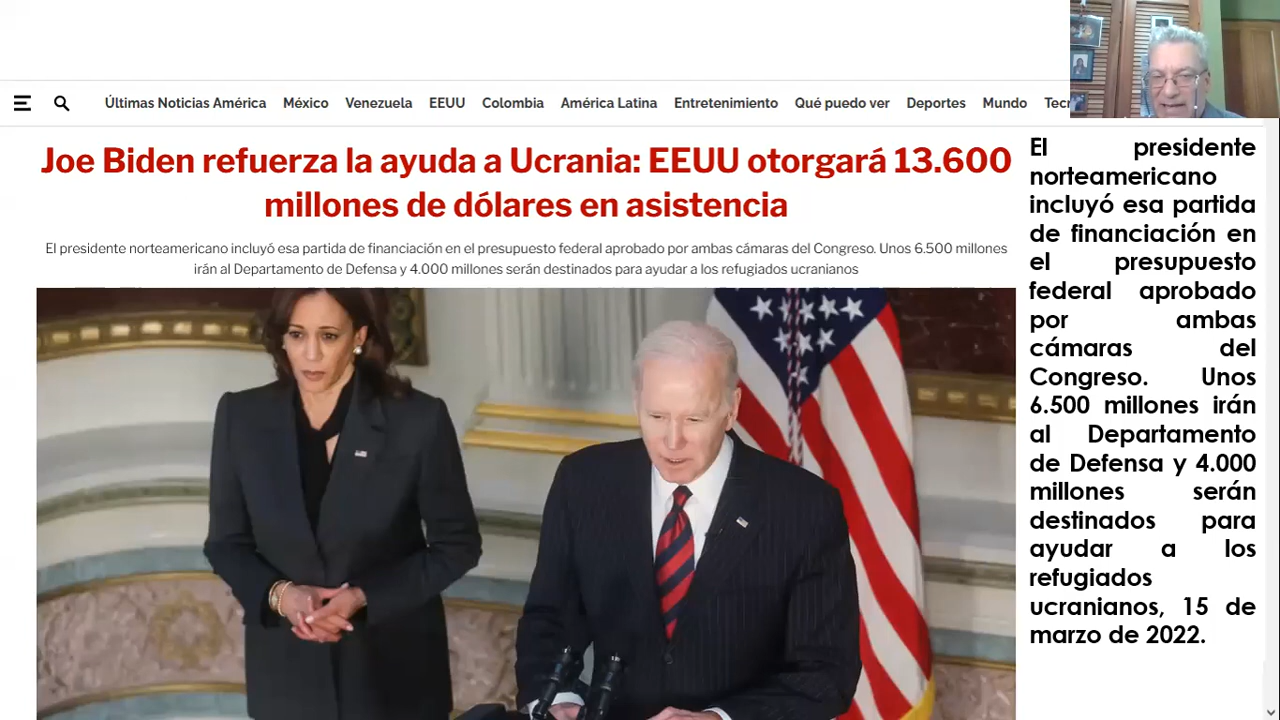 Últimas Noticias América México Venezuela EEUU Colombia América Latina Entretenimiento Qué puedo ver Deportes Mundo
Joe Biden refuerza la ayuda a Ucrania: EEUU otorgará 13.600
millones de dólares en asistencia
El presidente norteamericano incluyó esa partida de financiación en el presupuesto federal aprobado por ambas cámaras del Congreso. Unos 6.500 millones
irán al Departamento de Defensa y 4.000 millones serán destinados para ayudar a los refugiados ucranianos
El presidente
norteamericano
incluyó esa partida
de financiación en
el presupuesto
federal aprobado
por ambas
cámaras del
Congreso. Unos
6.500 millones irán
al Departamento
de Defensa y 4.000
millones serán
destinados para
ayudar a los
refugiados
ucranianos, 15 de
marzo de 2022.